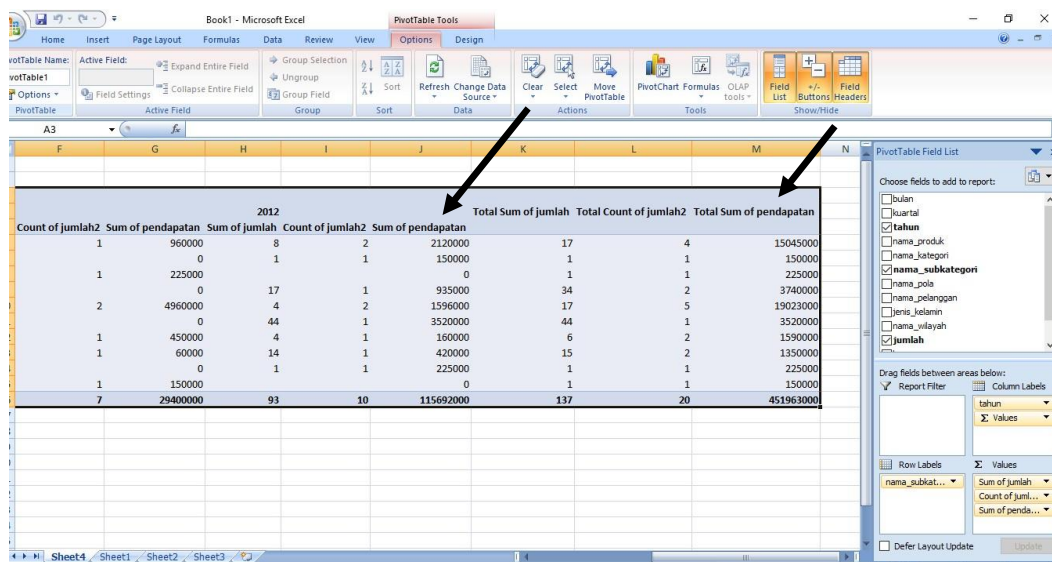 Book1 - Microsoft Excel PivotTable Tools
Home Insert Page Layout Formulas Data Review View Options Design
votTable Name: Active Field: Expand Entire Field Group Selection
votTable1 Collapse Entire Field Ungroup Sort Refresh Change Data Source Clear Select Move PivotTable PivotChart Formulas OLAP tools Field List +/- Buttons Field Headers
Options Field Settings Group Field
PivotTable Active Field Group Sort Data Actions Tools Show/Hide
A3 fx
F G H I J K L M N
2012 Total Sum of jumlah Total Count of jumlah2 Total Sum of pendapatan
Count of jumlah2 Sum of pendapatan Sum of jumlah Count of jumlah2 Sum of pendapatan
1 960000 8 2 2120000 17 4 15045000
0 1 1 150000 1 1 150000
1 225000 0 1 1 225000
0 17 1 935000 34 2 3740000
2 4960000 4 2 1596000 17 5 19023000
0 44 1 3520000 44 1 3520000
1 450000 4 1 160000 6 2 1590000
1 60000 14 1 420000 15 2 1350000
0 1 1 225000 1 1 225000
1 150000 0 1 1 150000
7 29400000 93 10 115692000 137 20 451963000
Sheet4 Sheet1 Sheet2 Sheet3
PivotTable Field List
Choose fields to add to report:
bulan
kuartal
tahun
nama_produk
nama_kategori
nama_subkategori
nama_pola
nama_pelanggan
jenis_kelamin
nama_wilayah
jumlah
Drag fields between areas below:
Report Filter Column Labels
tahun
Σ Values
Row Labels Σ Values
nama_subkat... Sum of jumlah
Count of juml...
Sum of penda...
Defer Layout Update Update